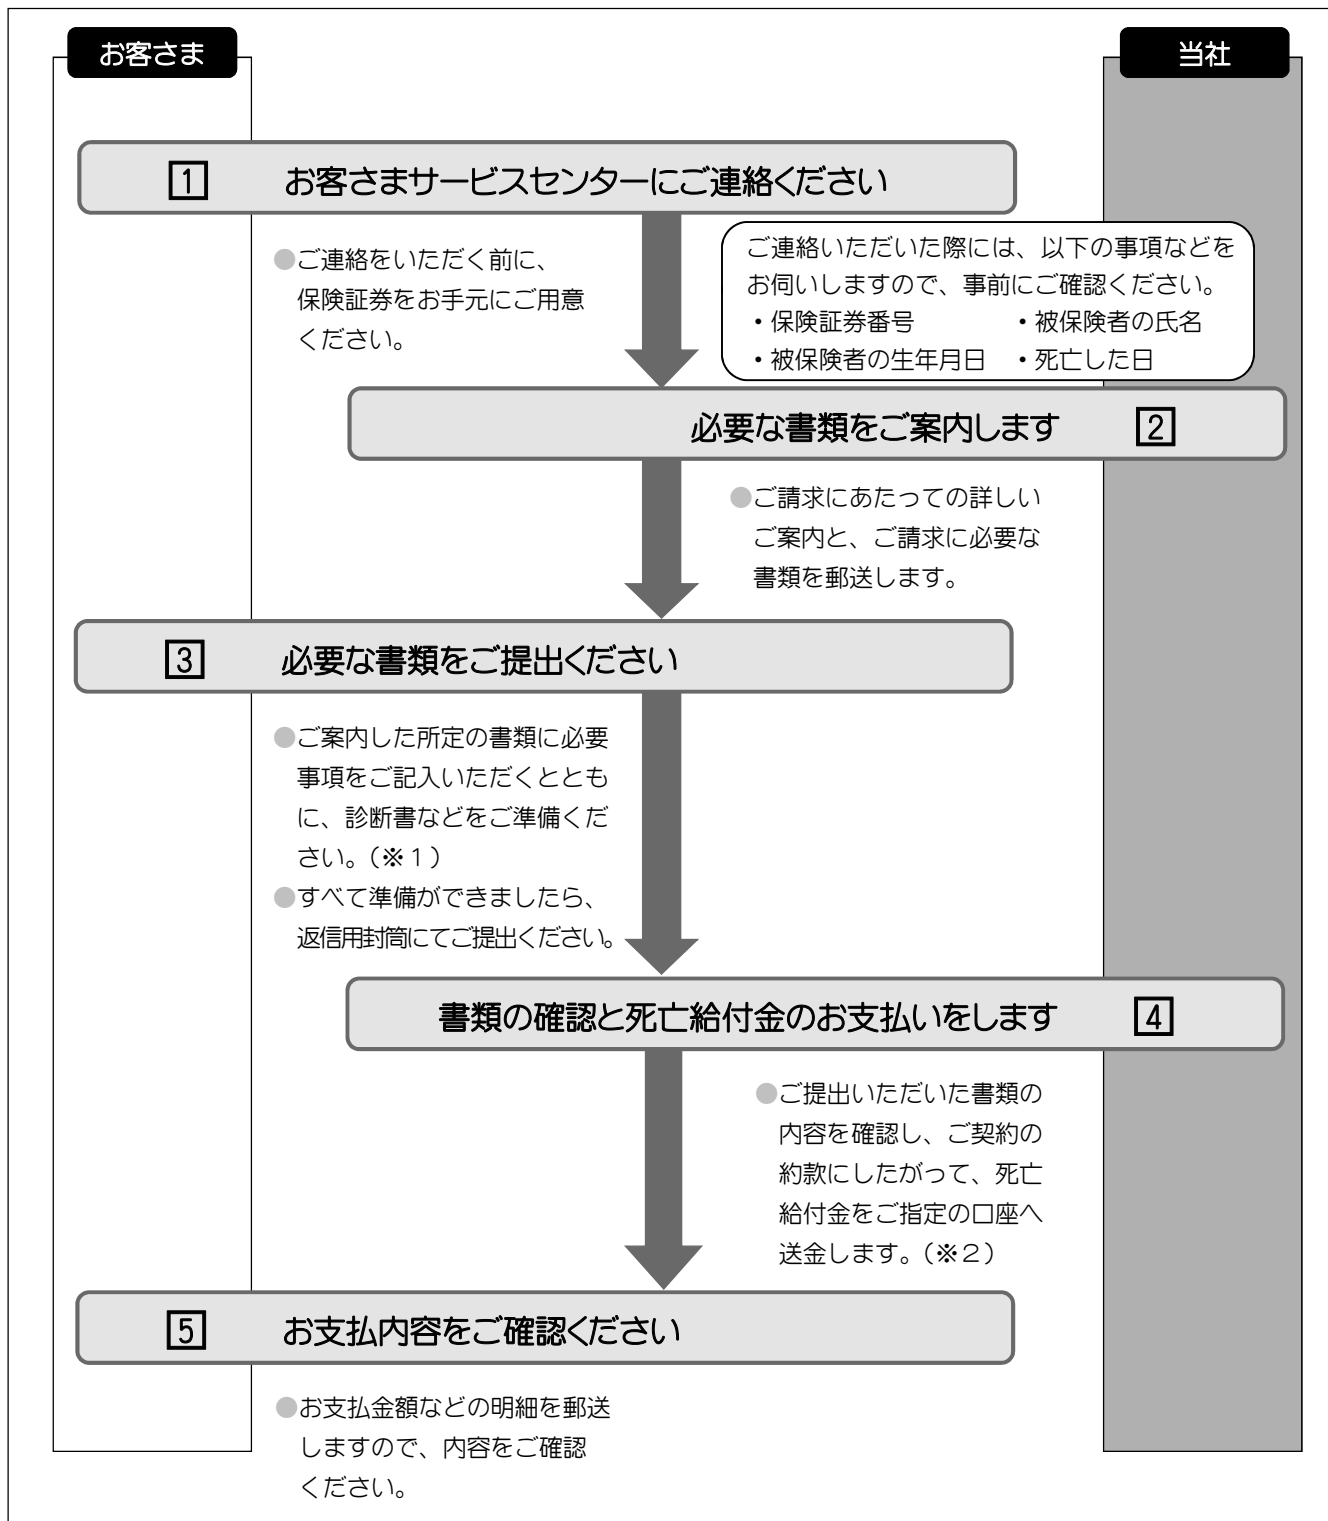 お客さま
当社
1 お客さまサービスセンターにご連絡ください
●ご連絡をいただく前に、
保険証券をお手元にご用意
ください。
ご連絡いただいた際には、以下の事項などを
お伺いしますので、事前にご確認ください。
・保険証券番号 ・被保険者の氏名
・被保険者の生年月日 ・死亡した日
必要な書類をご案内します 2
●ご請求にあたっての詳しい
ご案内と、ご請求に必要な
書類を郵送します。
3 必要な書類をご提出ください
●ご案内した所定の書類に必要
事項をご記入いただくととも
に、診断書などをご準備くだ
さい。(※1)
●すべて準備ができましたら、
返信用封筒にてご提出ください。
書類の確認と死亡給付金のお支払いをします 4
●ご提出いただいた書類の
内容を確認し、ご契約の
約款にしたがって、死亡
給付金をご指定の口座へ
送金します。(※2)
5 お支払内容をご確認ください
●お支払金額などの明細を郵送
しますので、内容をご確認
ください。